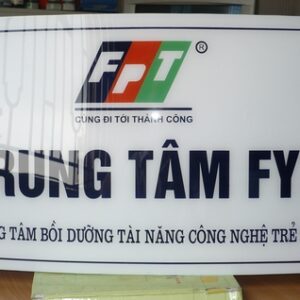 FPT ®
CÙNG ĐI TỚI THÀNH CÔNG
RUNG TÂM FY
G TÂM BỒI DƯỠNG TÀI NĂNG CÔNG NGHỆ TRẺ